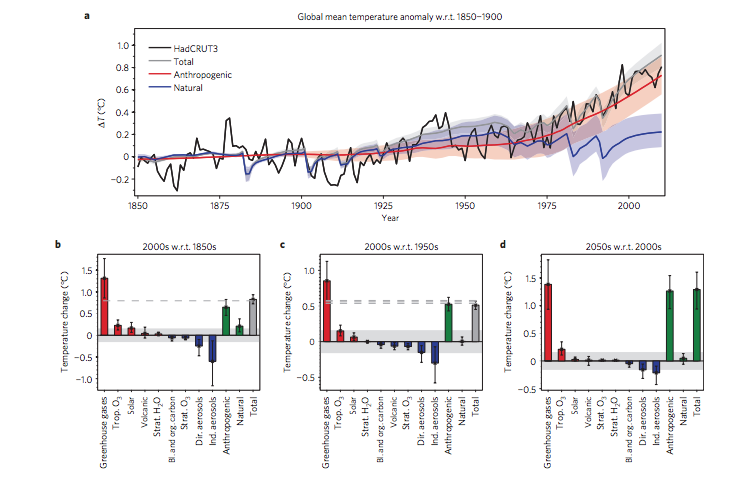 a
Global mean temperature anomaly w.r.t. 1850–1900
ΔT (°C)
1.0
0.8
0.6
0.4
0.2
0
−0.2
HadCRUT3
Total
Anthropogenic
Natural
1850 1875 1900 1925 1950 1975 2000
Year
b
2000s w.r.t. 1850s
Temperature change (°C)
1.5
1.0
0.5
0
−0.5
−1.0
Greenhouse gases
Trop. O3
Solar
Volcanic
Strat. H2O
Bl. and org. carbon
Strat. O3
Dir. aerosols
Ind. aerosols
Anthropogenic
Natural
Total
c
2000s w.r.t. 1950s
Temperature change (°C)
1.0
0.5
0
−0.5
Greenhouse gases
Trop. O3
Solar
Strat. H2O
Bl. and org. carbon
Volcanic
Strat. O3
Dir. aerosols
Ind. aerosols
Anthropogenic
Natural
Total
d
2050s w.r.t. 2000s
Temperature change (°C)
1.5
1.0
0.5
0
−0.5
Greenhouse gases
Trop. O3
Solar
Volcanic
Strat. O3
Strat. H2O
Bl. and org. carbon
Dir. aerosols
Ind. aerosols
Anthropogenic
Natural
Total